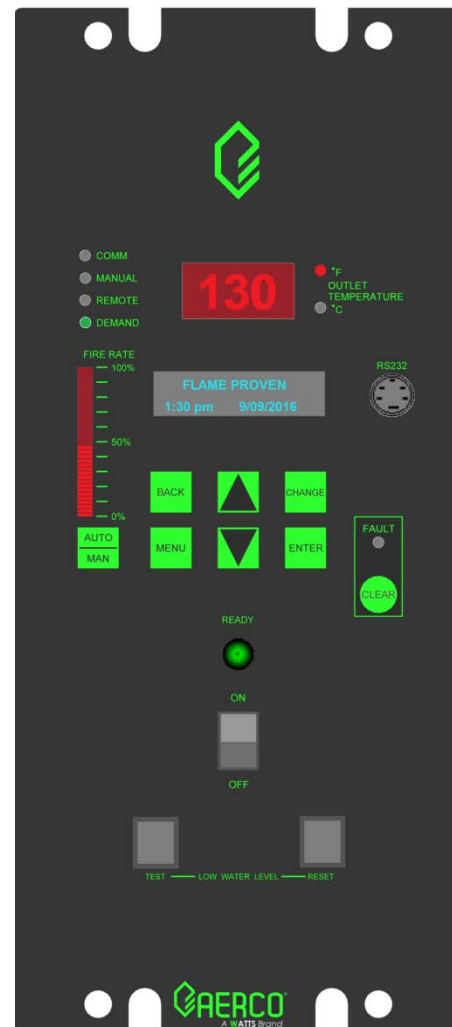 COMM
MANUAL
REMOTE
DEMAND
130
°F
OUTLET
TEMPERATURE
°C
FIRE RATE
100%
50%
0%
FLAME PROVEN
1:30 pm 9/09/2016
RS232
BACK
CHANGE
AUTO
MAN
MENU
ENTER
FAULT
CLEAR
READY
ON
OFF
TEST LOW WATER LEVEL RESET
AERCO
A WATTS Brand